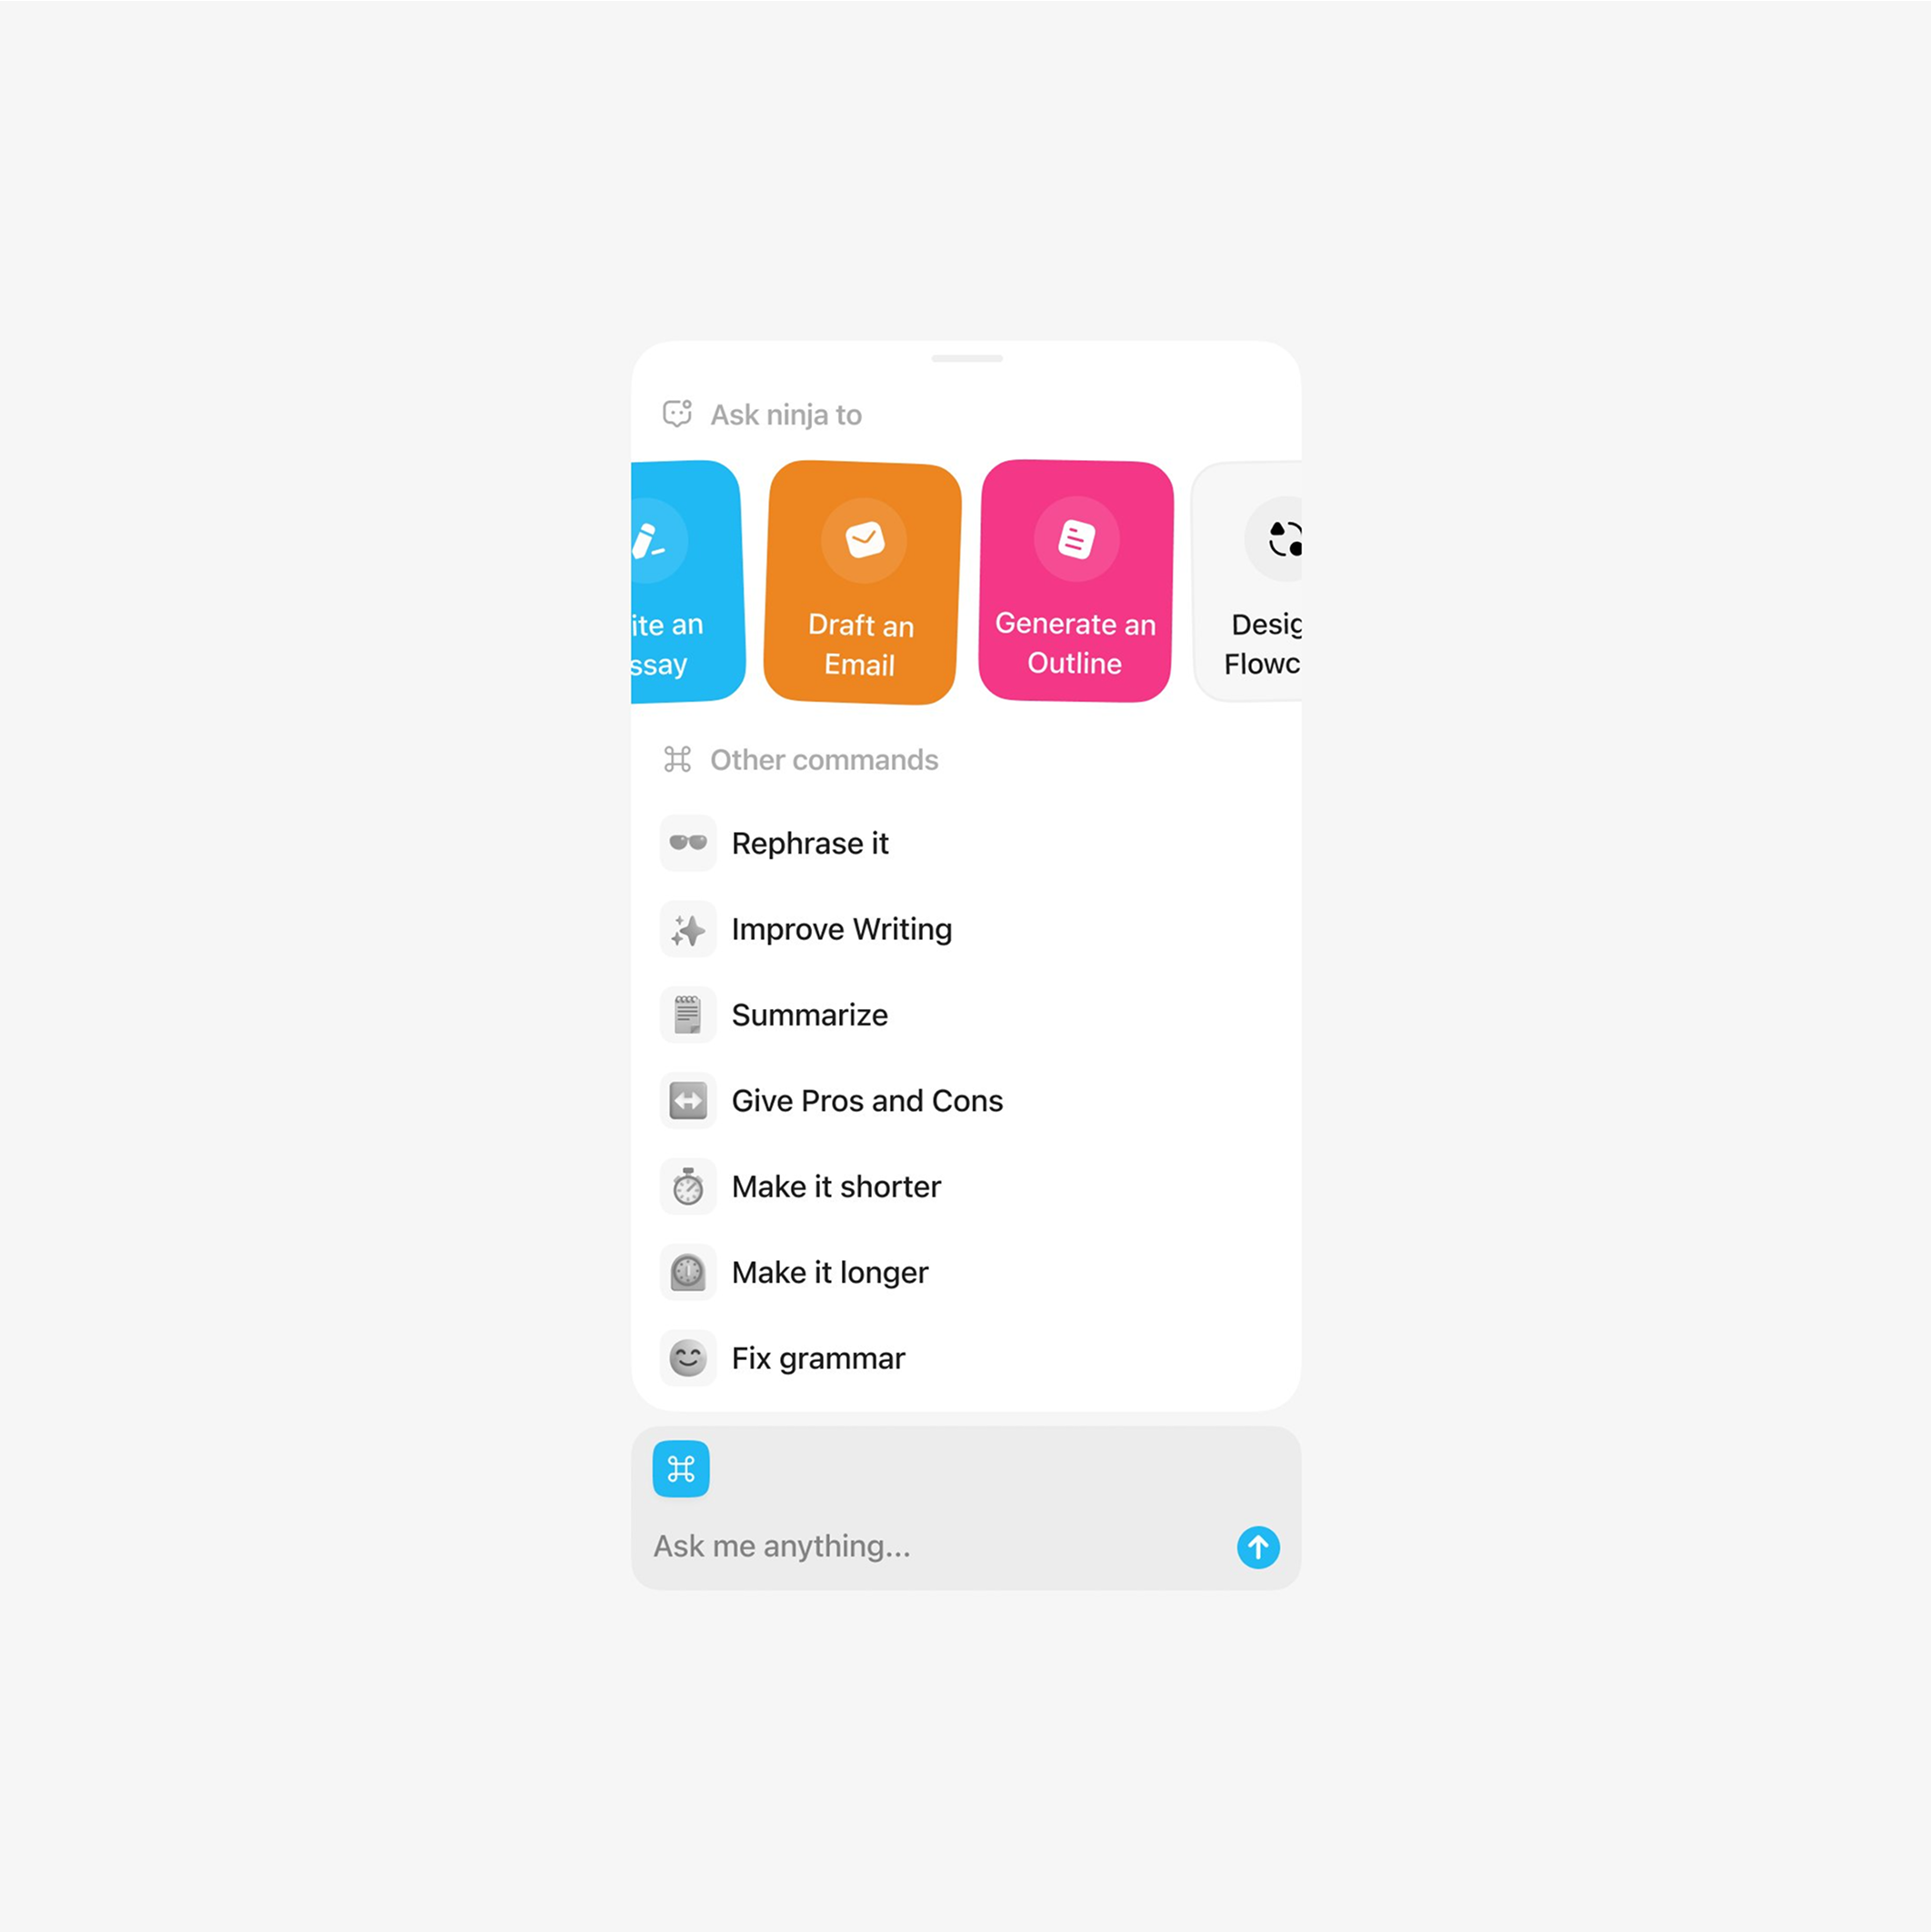 Ask ninja to
ite an
ssay
Draft an
Email
Generate an
Outline
Desig
Flowc
Other commands
Rephrase it
Improve Writing
Summarize
Give Pros and Cons
Make it shorter
Make it longer
Fix grammar
Ask me anything...